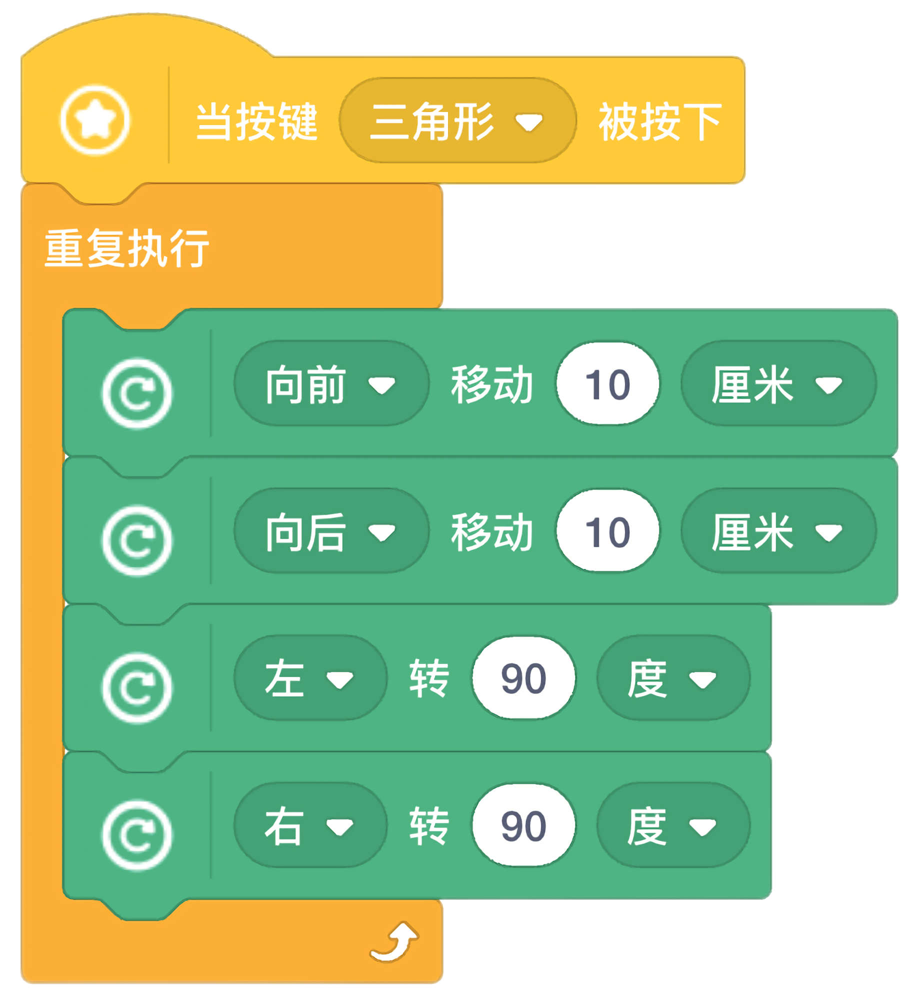 当按键 三角形 被按下
重复执行
向前 移动 10 厘米
向后 移动 10 厘米
左 转 90 度
右 转 90 度